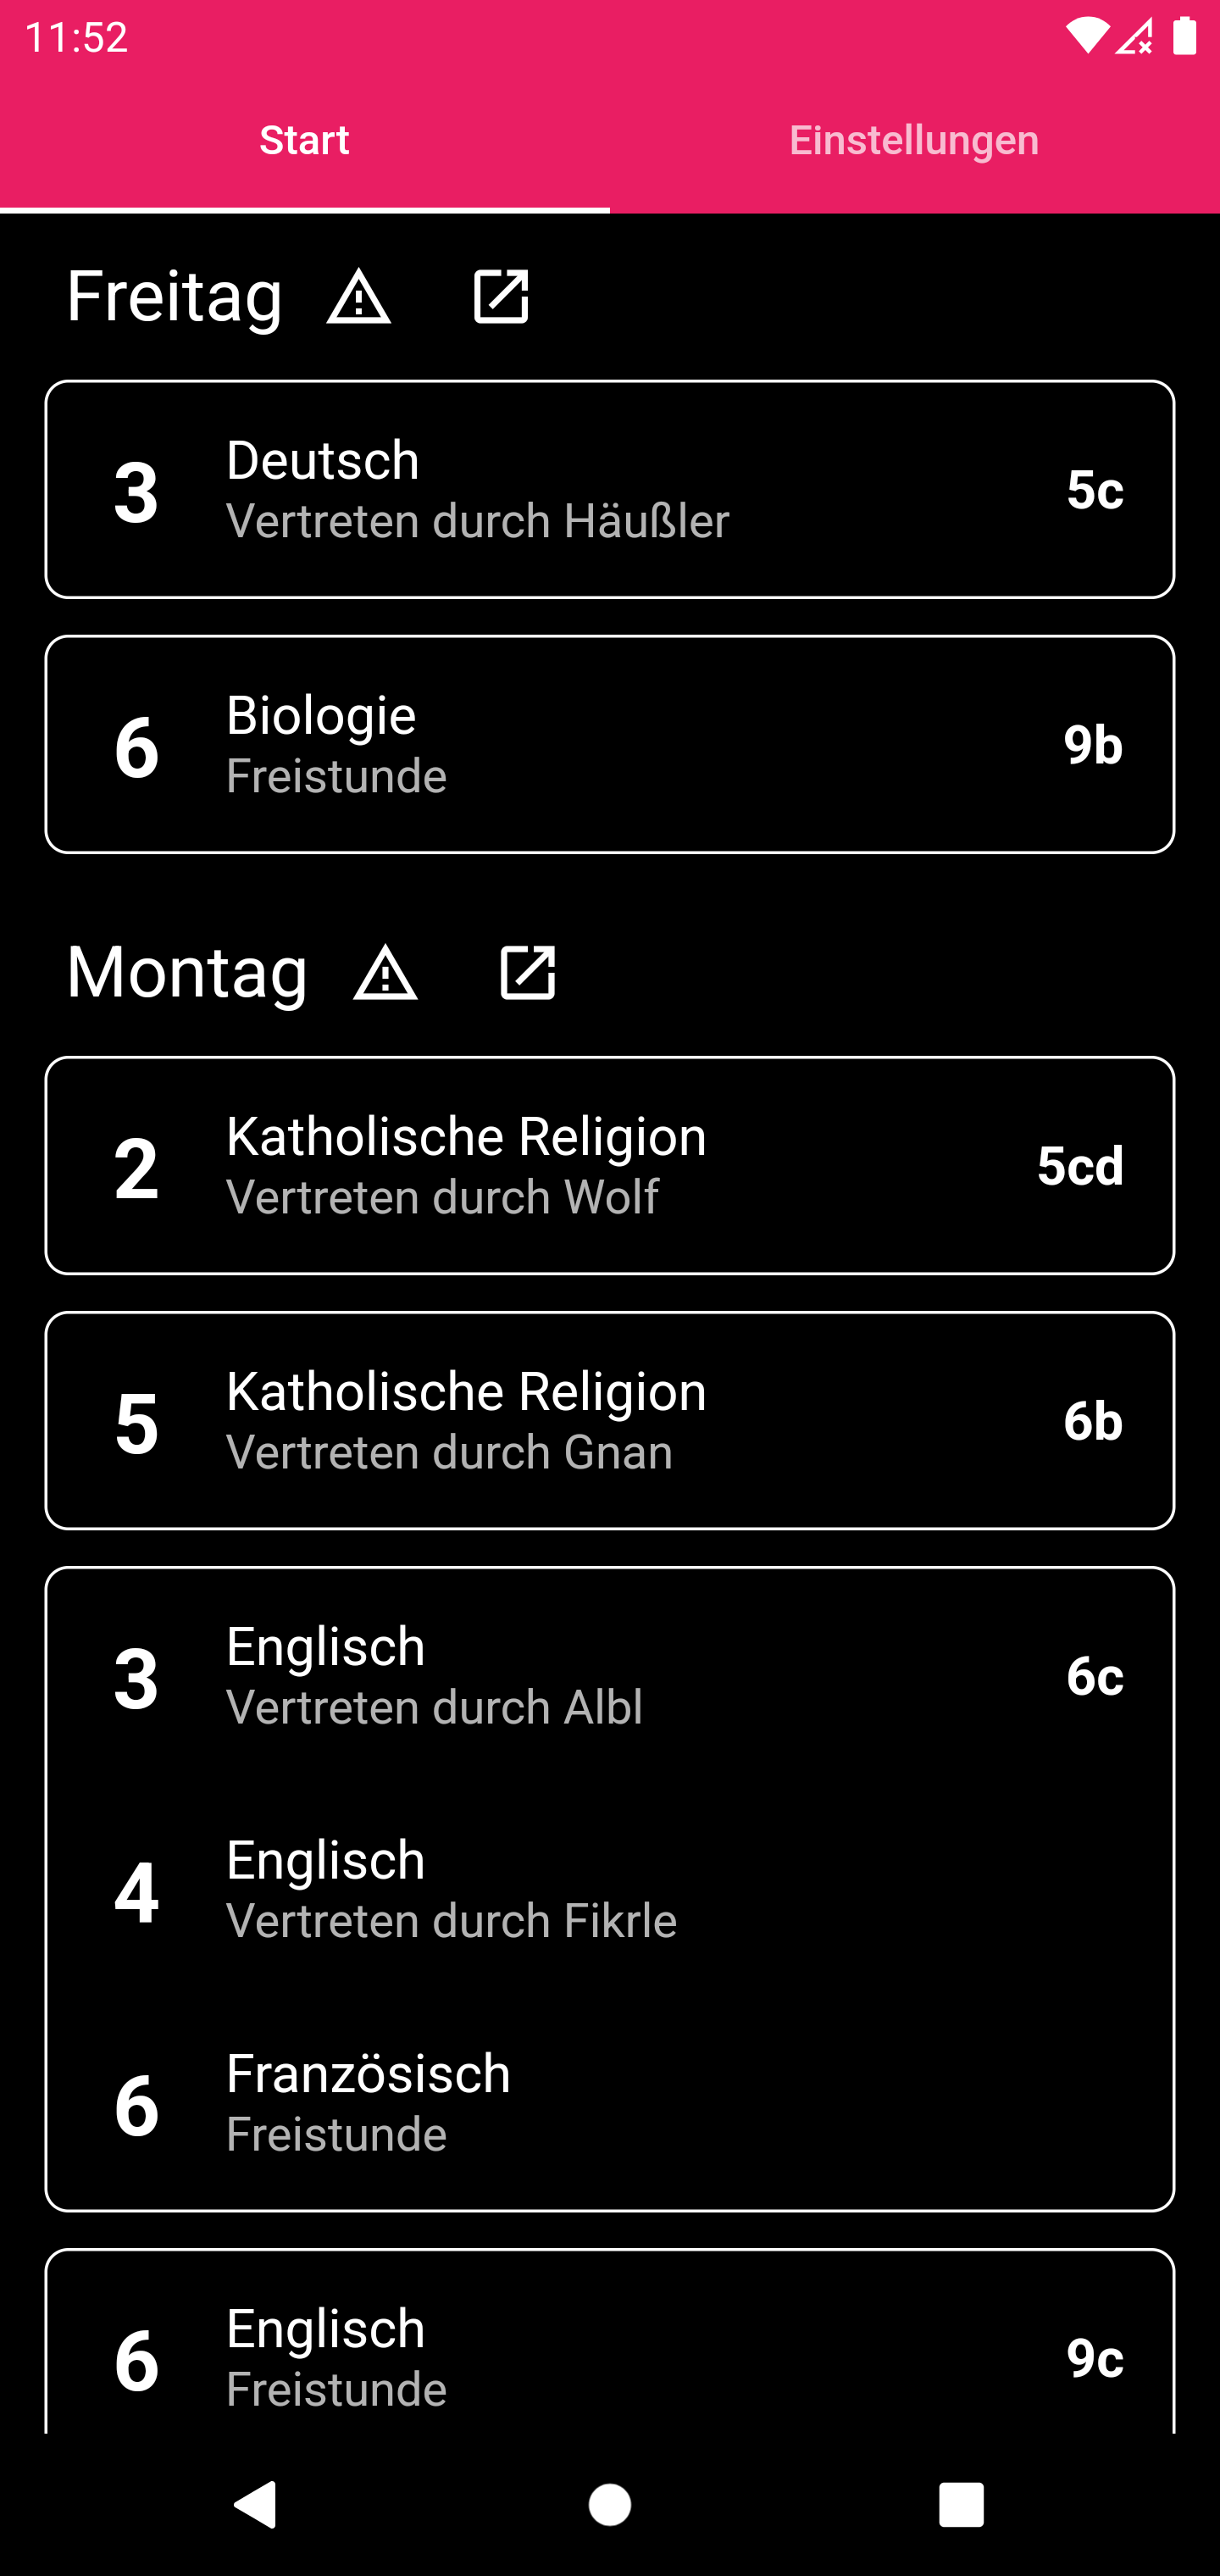 11:52
Start
Einstellungen
Freitag
3
Deutsch
Vertreten durch Häußler
5c
6
Biologie
Freistunde
9b
Montag
2
Katholische Religion
Vertreten durch Wolf
5cd
5
Katholische Religion
Vertreten durch Gnan
6b
3
Englisch
Vertreten durch Albl
6c
4
Englisch
Vertreten durch Fikrle
6
Französisch
Freistunde
6
Englisch
Freistunde
9c